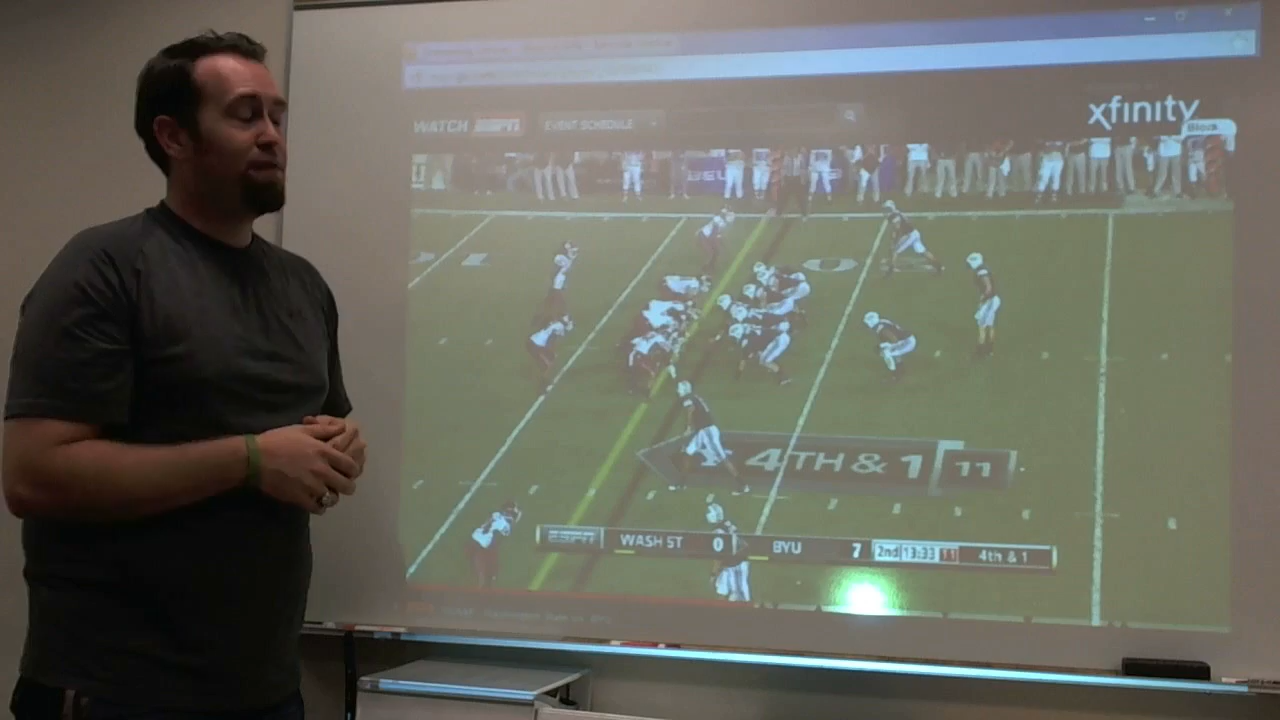 xfinity
WATCH ESPN EVENT SCHEDULE
Block
4TH & 1 11
ESPN WASH ST 0 BYU 7 2nd 13:33 11 4th & 1